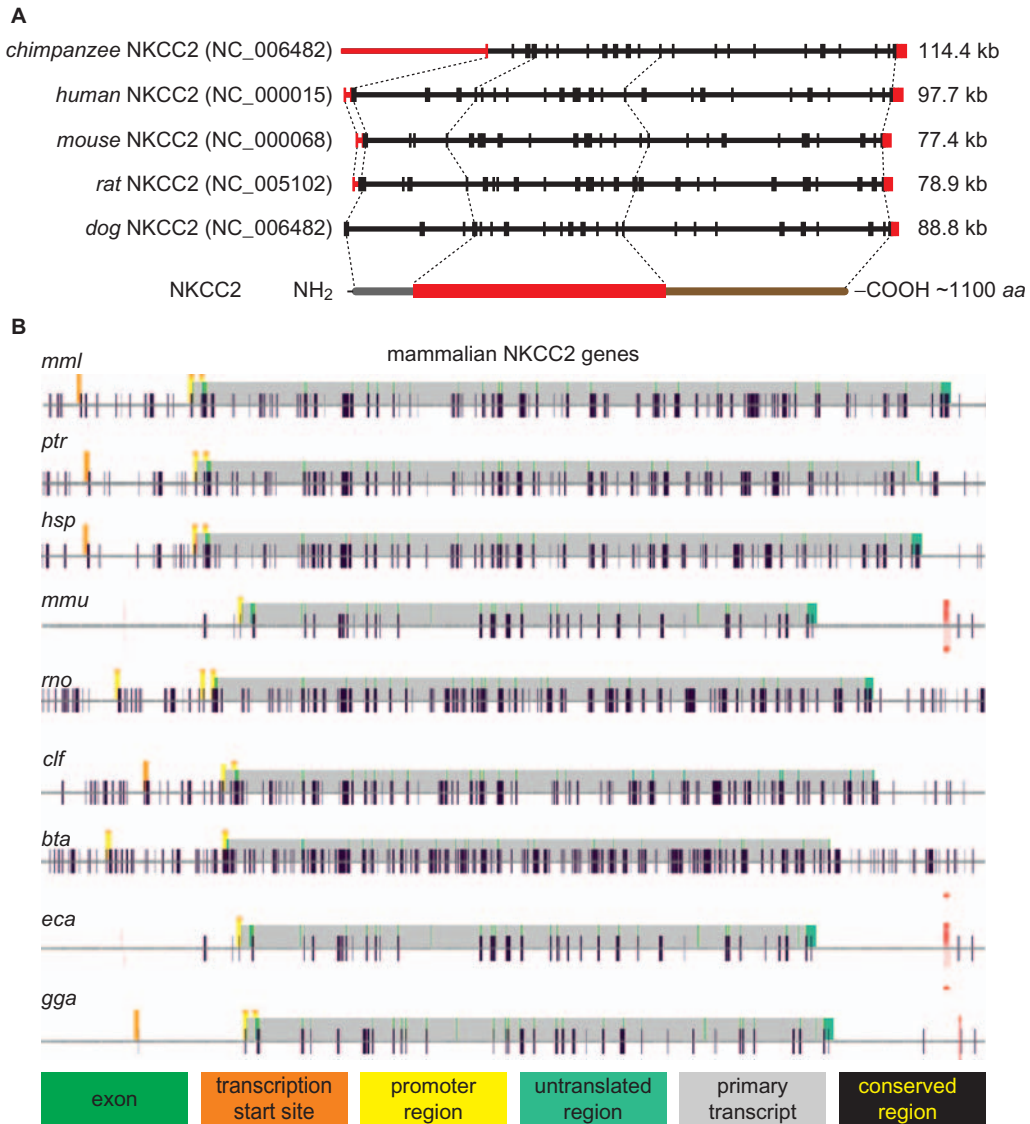 A
chimpanzee NKCC2 (NC_006482) 114.4 kb
human NKCC2 (NC_000015) 97.7 kb
mouse NKCC2 (NC_000068) 77.4 kb
rat NKCC2 (NC_005102) 78.9 kb
dog NKCC2 (NC_006482) 88.8 kb
NKCC2 NH2 –COOH ~1100 aa
B
mammalian NKCC2 genes
mml
ptr
hsp
mmu
rno
clf
bta
eca
gga
exon
transcription
start site
promoter
region
untranslated
region
primary
transcript
conserved
region